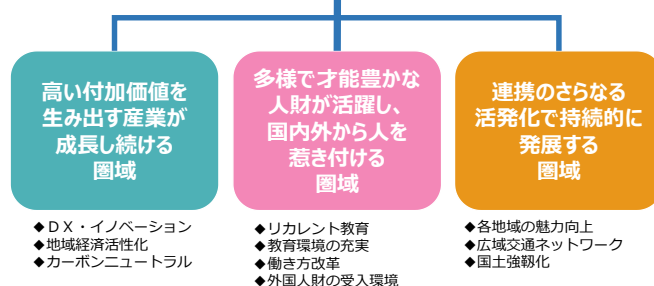 高い付加価値を
生み出す産業が
成長し続ける
圏域
◆ＤＸ・イノベーション
◆地域経済活性化
◆カーボンニュートラル
多様で才能豊かな
人財が活躍し、
国内外から人を
惹き付ける
圏域
◆リカレント教育
◆教育環境の充実
◆働き方改革
◆外国人財の受入環境
連携のさらなる
活発化で持続的に
発展する
圏域
◆各地域の魅力向上
◆広域交通ネットワーク
◆国土強靱化